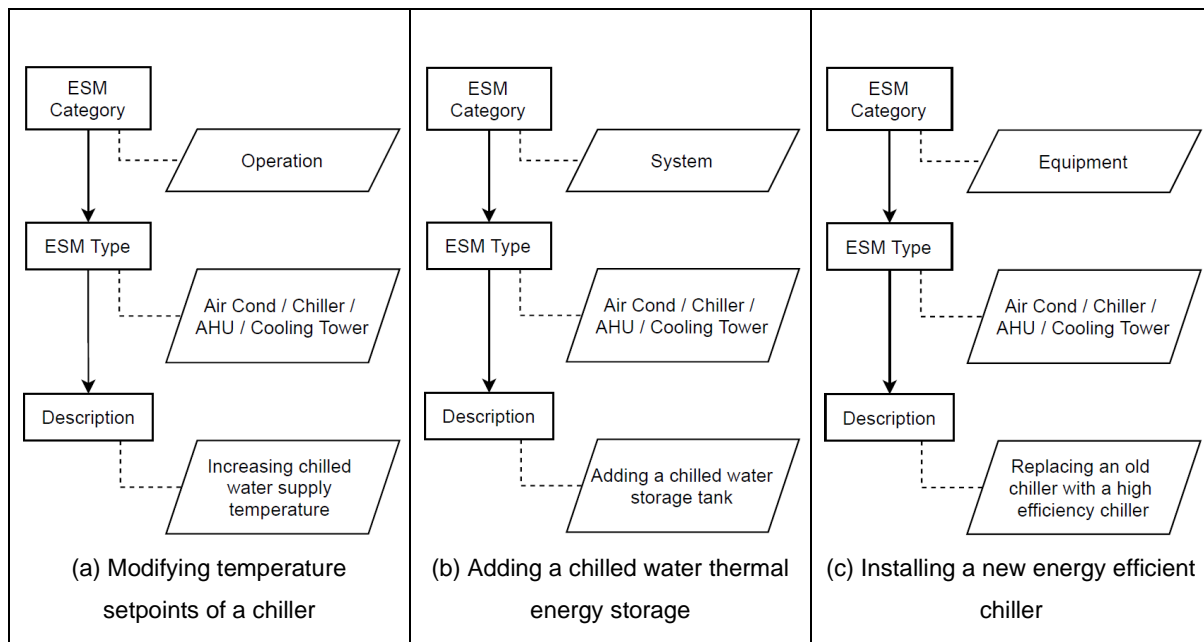 ESM
Category
Operation
ESM Type
Air Cond / Chiller /
AHU / Cooling Tower
Description
Increasing chilled
water supply
temperature
(a) Modifying temperature
setpoints of a chiller
ESM
Category
System
ESM Type
Air Cond / Chiller /
AHU / Cooling Tower
Description
Adding a chilled water
storage tank
(b) Adding a chilled water thermal
energy storage
ESM
Category
Equipment
ESM Type
Air Cond / Chiller /
AHU / Cooling Tower
Description
Replacing an old
chiller with a high
efficiency chiller
(c) Installing a new energy efficient
chiller